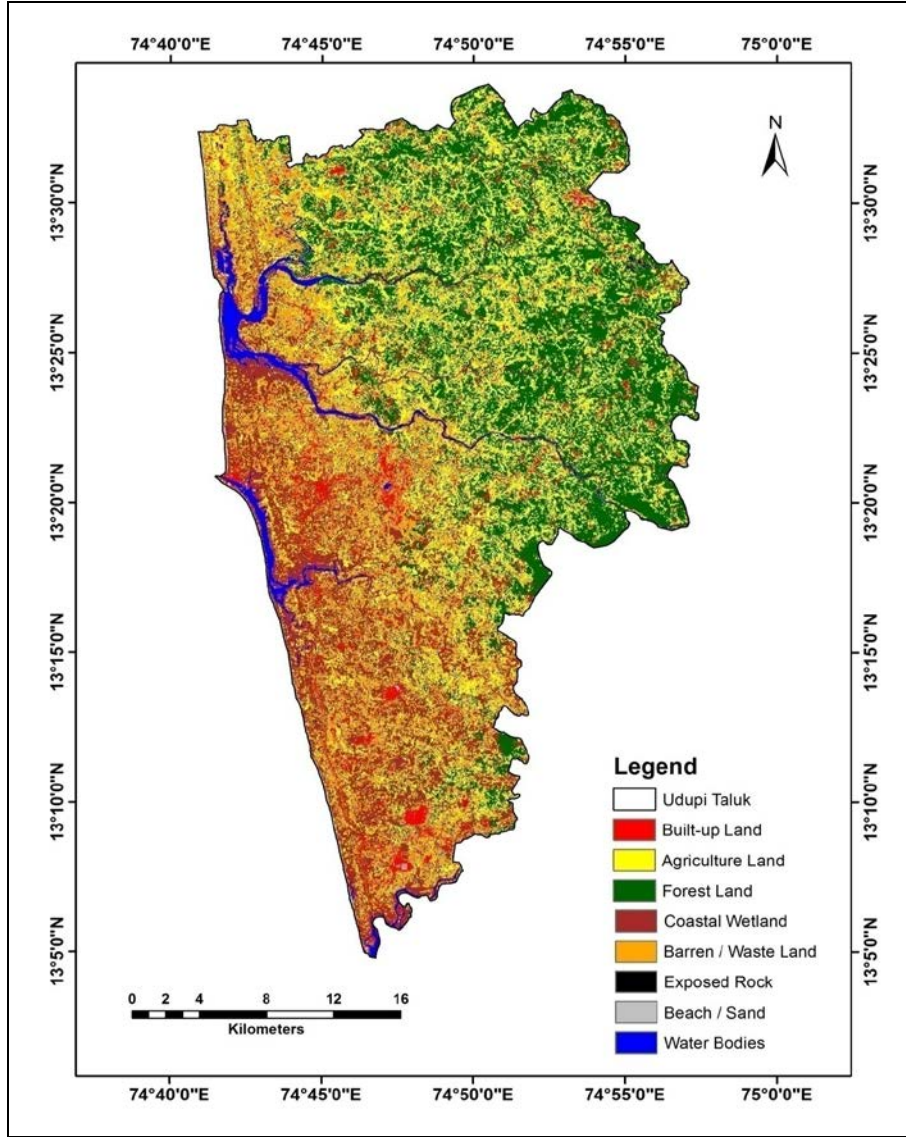 74°40'0"E 74°45'0"E 74°50'0"E 74°55'0"E 75°0'0"E
N
13°30'0"N 13°30'0"N
13°25'0"N 13°25'0"N
13°20'0"N 13°20'0"N
13°15'0"N 13°15'0"N
13°10'0"N 13°10'0"N
13°5'0"N 13°5'0"N
Legend
Udupi Taluk
Built-up Land
Agriculture Land
Forest Land
Coastal Wetland
Barren / Waste Land
Exposed Rock
Beach / Sand
Water Bodies
0 2 4 8 12 16
Kilometers
74°40'0"E 74°45'0"E 74°50'0"E 74°55'0"E 75°0'0"E